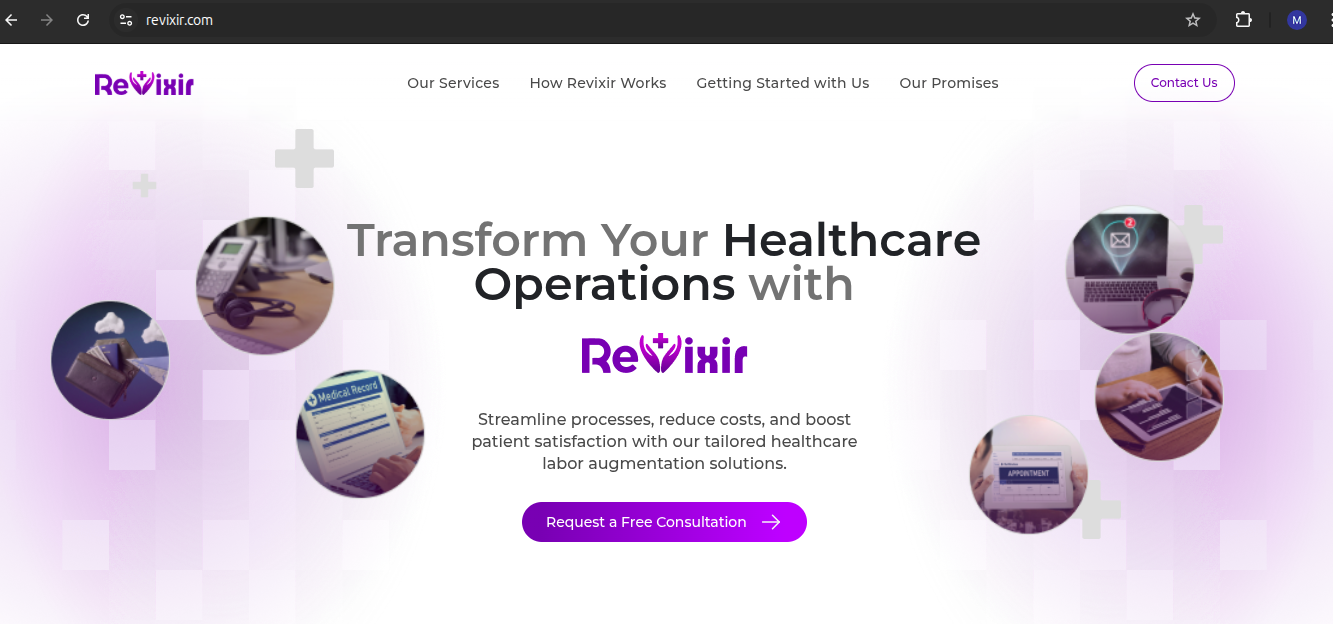 revixir.com
M
Revixir
Our Services
How Revixir Works
Getting Started with Us
Our Promises
Contact Us
Transform Your Healthcare
Operations with
Revixir
2
Medical Record
APPOINTMENT
Streamline processes, reduce costs, and boost
patient satisfaction with our tailored healthcare
labor augmentation solutions.
Request a Free Consultation